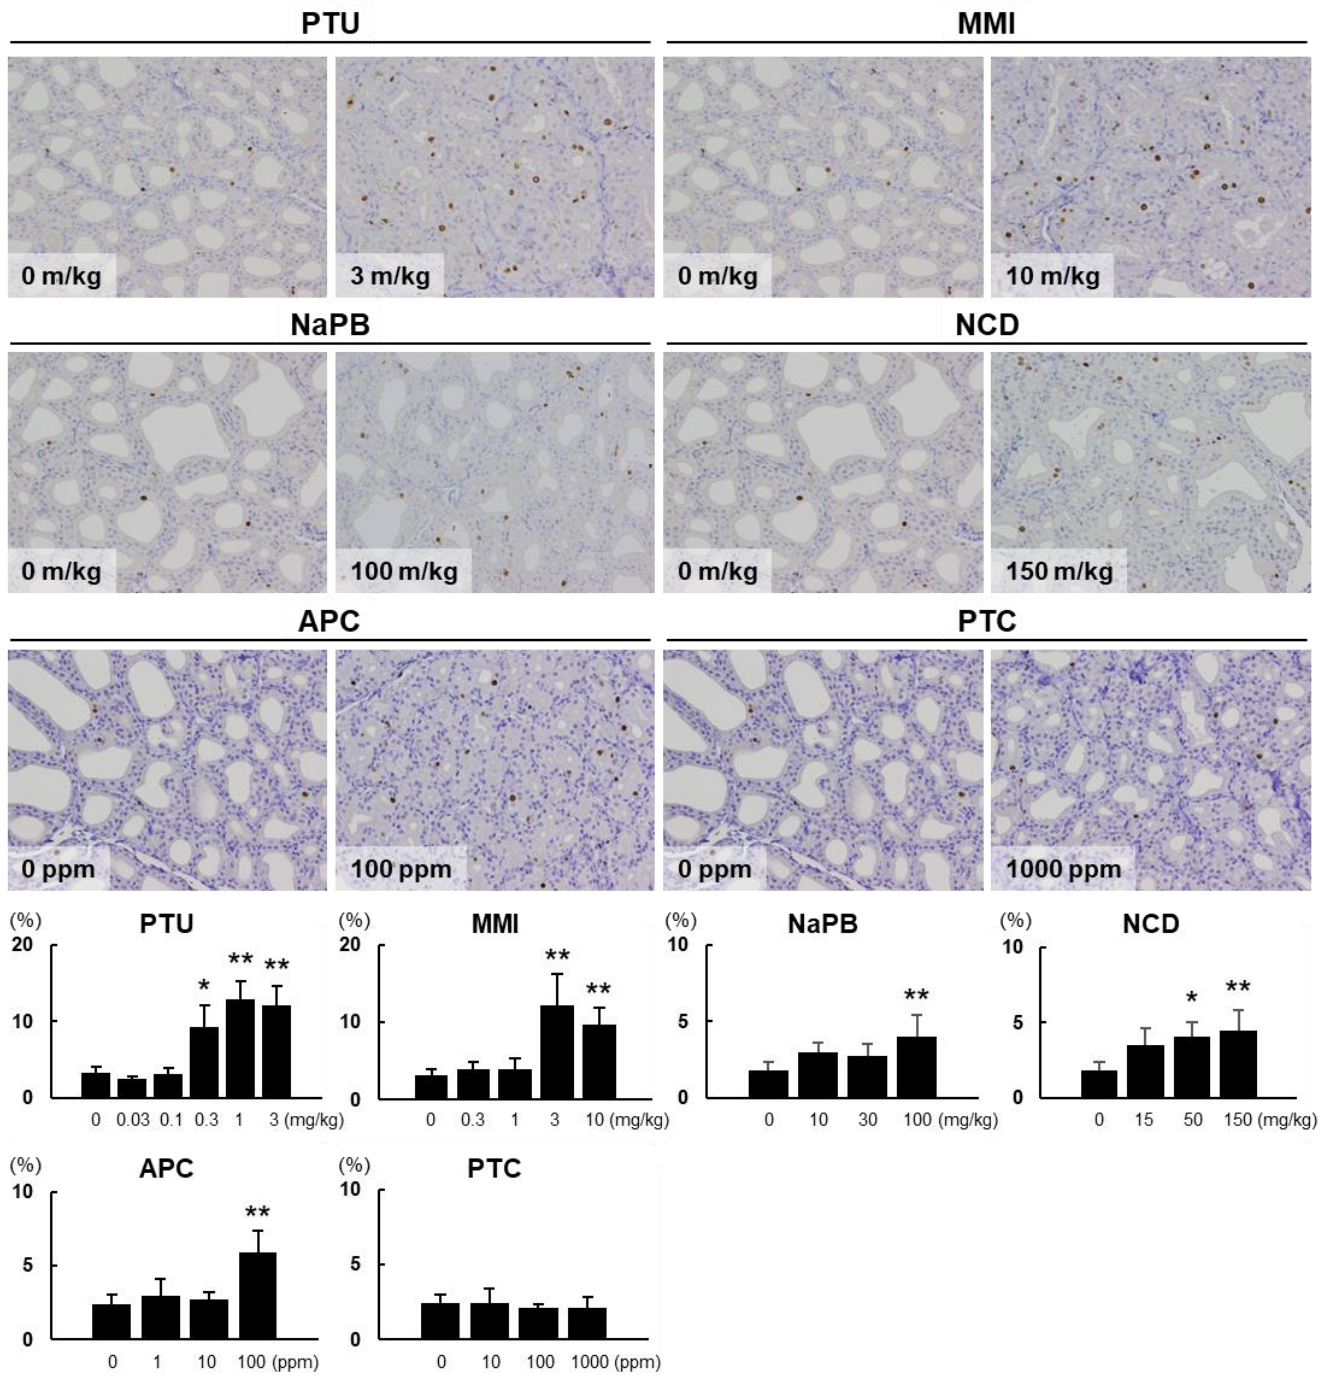 PTU MMI
0 m/kg 3 m/kg 0 m/kg 10 m/kg
NaPB NCD
0 m/kg 100 m/kg 0 m/kg 150 m/kg
APC PTC
0 ppm 100 ppm 0 ppm 1000 ppm
(%) PTU (%) MMI (%) NaPB (%) NCD
20 20 10 10
* ** ** ** ** ** * **
10 10 5 5
0 0 0 0
0 0.03 0.1 0.3 1 3 (mg/kg) 0 0.3 1 3 10 (mg/kg) 0 10 30 100 (mg/kg) 0 15 50 150 (mg/kg)
(%) APC (%) PTC
10 10
**
5 5
0 0
0 1 10 100 (ppm) 0 10 100 1000 (ppm)